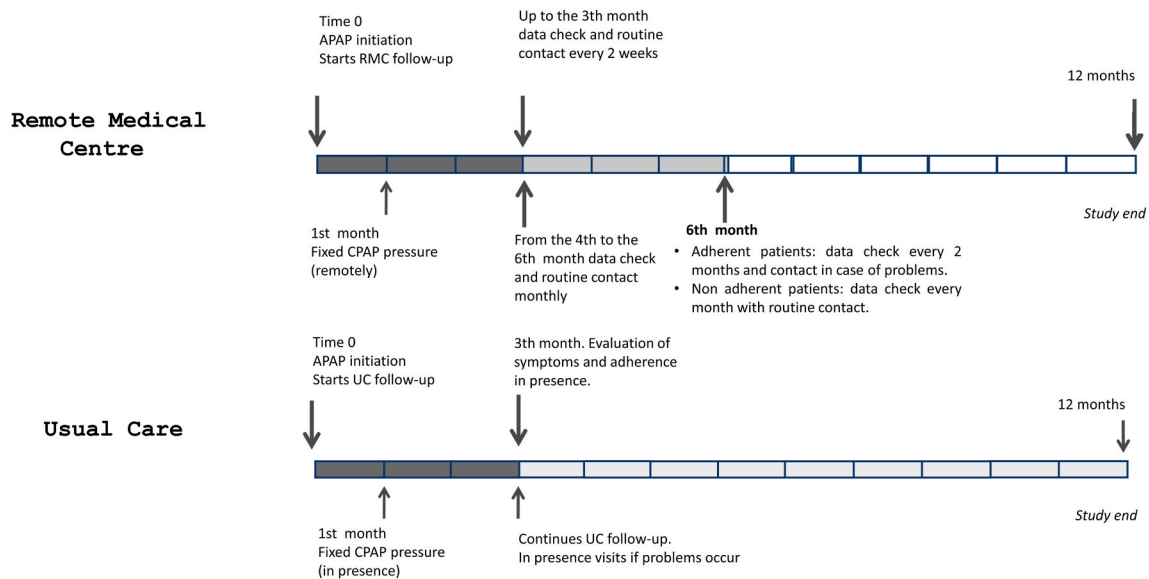 Time 0
APAP initiation
Starts RMC follow-up
Up to the 3th month
data check and routine
contact every 2 weeks
12 months
Remote Medical
Centre
Study end
1st month
Fixed CPAP pressure
(remotely)
From the 4th to the
6th month data check
and routine contact
monthly
6th month
• Adherent patients: data check every 2
months and contact in case of problems.
• Non adherent patients: data check every
month with routine contact.
Time 0
APAP initiation
Starts UC follow-up
3th month. Evaluation of
symptoms and adherence
in presence.
12 months
Usual Care
Study end
1st month
Fixed CPAP pressure
(in presence)
Continues UC follow-up.
In presence visits if problems occur